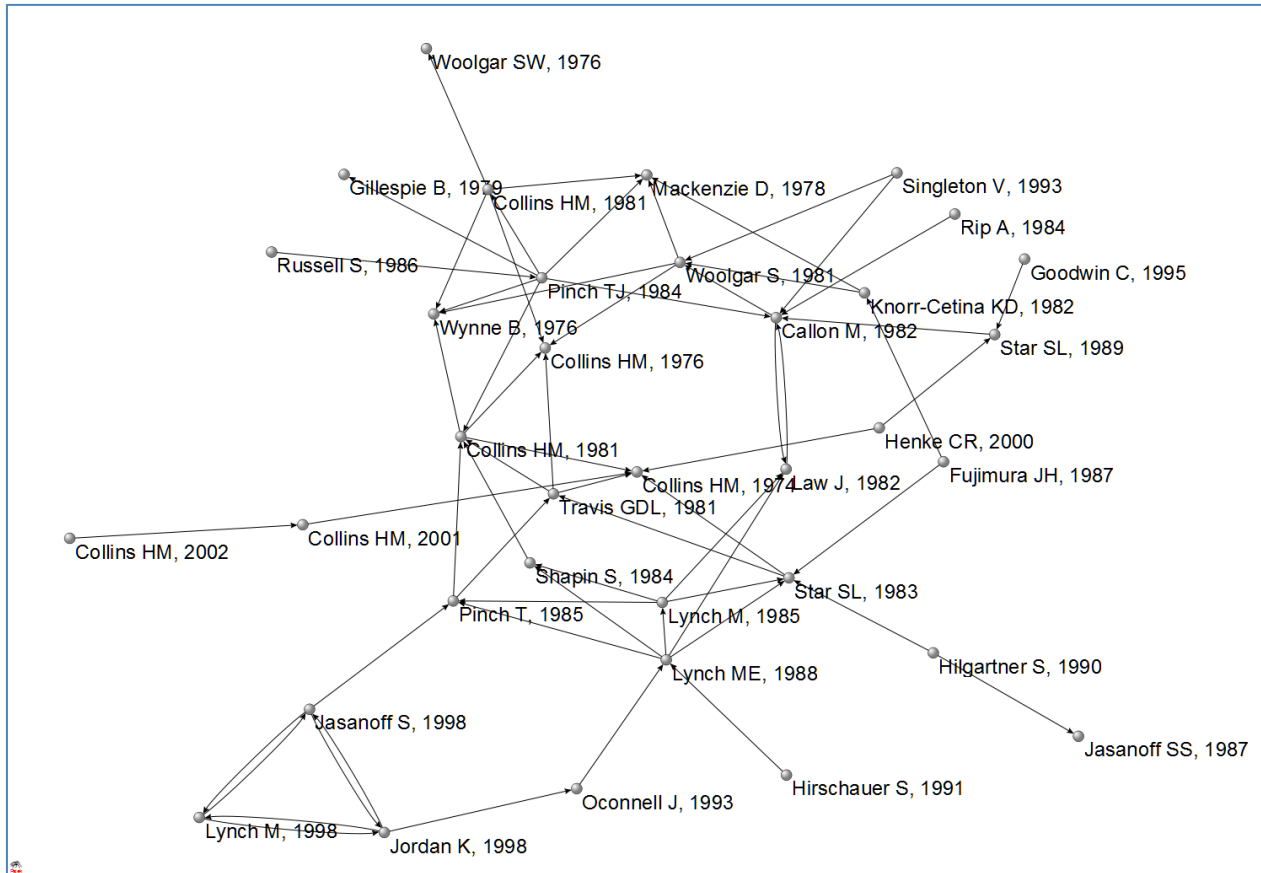 Woolgar SW, 1976
Gillespie B, 1979
Collins HM, 1981
Mackenzie D, 1978
Singleton V, 1993
Rip A, 1984
Russell S, 1986
Pinch TJ, 1984
Woolgar S, 1981
Goodwin C, 1995
Knorr-Cetina KD, 1982
Wynne B, 1976
Callon M, 1982
Star SL, 1989
Collins HM, 1976
Collins HM, 1981
Henke CR, 2000
Collins HM, 1974
Law J, 1982
Fujimura JH, 1987
Travis GDL, 1981
Collins HM, 2002
Collins HM, 2001
Shapin S, 1984
Star SL, 1983
Pinch T, 1985
Lynch M, 1985
Lynch ME, 1988
Hilgartner S, 1990
Jasanoff S, 1998
Jasanoff SS, 1987
Oconnell J, 1993
Hirschauer S, 1991
Lynch M, 1998
Jordan K, 1998